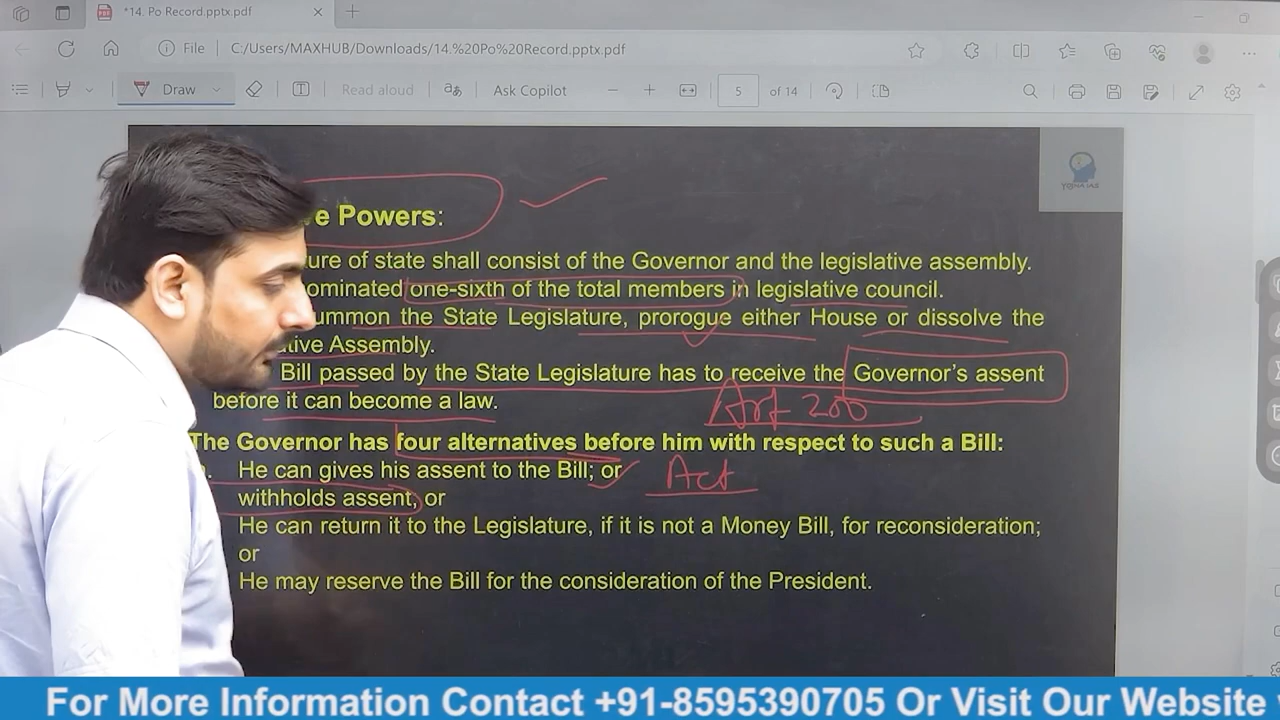 *14. Po Record.pptx.pdf
File C:/Users/MAXHUB/Downloads/14.%20Po%20Record.pptx.pdf
Draw Read aloud Ask Copilot 5 of 14
YOJNA IAS
ve Powers:
ure of state shall consist of the Governor and the legislative assembly.
ominated one-sixth of the total members in legislative council.
ummon the State Legislature, prorogue either House or dissolve the
tive Assembly.
Bill passed by the State Legislature has to receive the Governor's assent
before it can become a law.
Art 200
The Governor has four alternatives before him with respect to such a Bill:
He can gives his assent to the Bill; or
Act
withholds assent, or
He can return it to the Legislature, if it is not a Money Bill, for reconsideration;
or
He may reserve the Bill for the consideration of the President.
For More Information Contact +91-8595390705 Or Visit Our Website